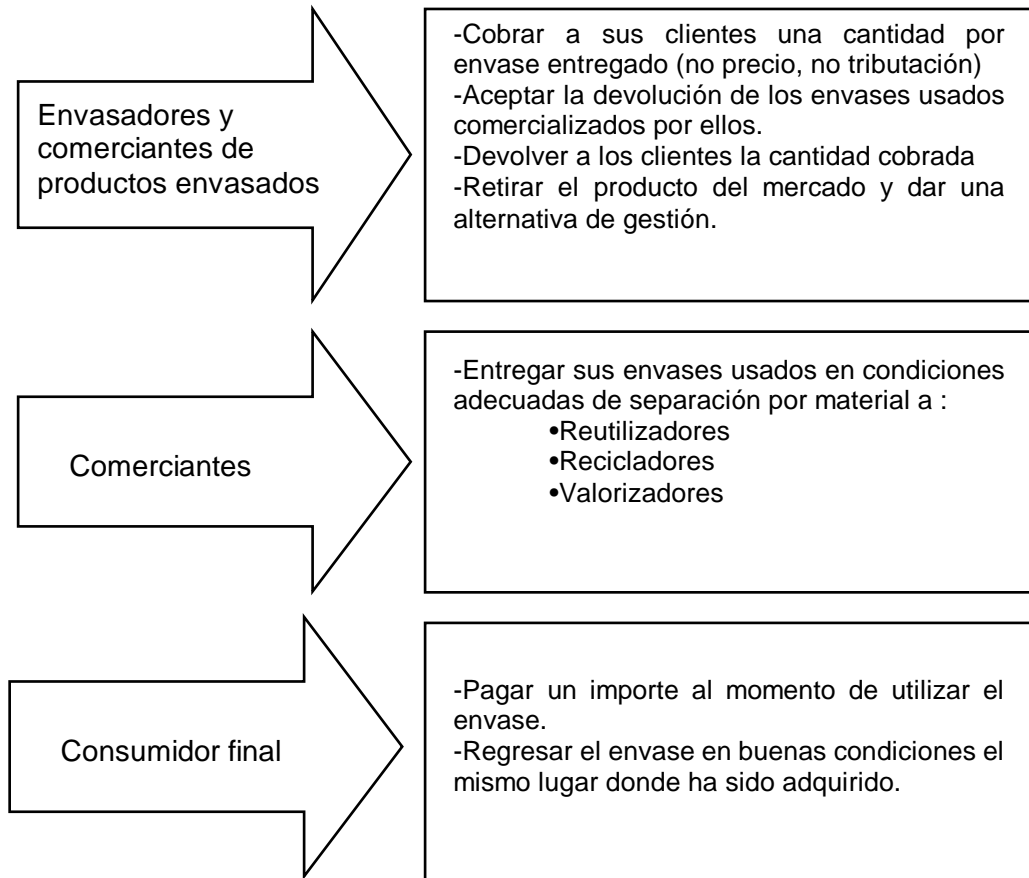 Envasadores y
comerciantes de
productos envasados
-Cobrar a sus clientes una cantidad por
envase entregado (no precio, no tributación)
-Aceptar la devolución de los envases usados
comercializados por ellos.
-Devolver a los clientes la cantidad cobrada
-Retirar el producto del mercado y dar una
alternativa de gestión.
Comerciantes
-Entregar sus envases usados en condiciones
adecuadas de separación por material a :
•Reutilizadores
•Recicladores
•Valorizadores
Consumidor final
-Pagar un importe al momento de utilizar el
envase.
-Regresar el envase en buenas condiciones el
mismo lugar donde ha sido adquirido.